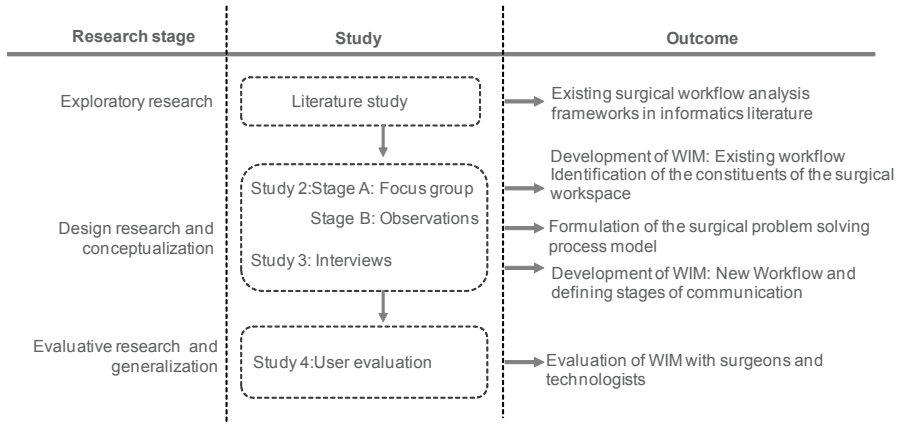 Research stage
Study
Outcome
Exploratory research
Literature study
Existing surgical workflow analysis
frameworks in informatics literature
Design research and
conceptualization
Study 2:Stage A: Focus group
Stage B: Observations
Study 3: Interviews
Development of WIM: Existing workflow
Identification of the constituents of the surgical
workspace
Formulation of the surgical problem solving
process model
Development of WIM: New Workflow and
defining stages of communication
Evaluative research and
generalization
Study 4:User evaluation
Evaluation of WIM with surgeons and
technologists